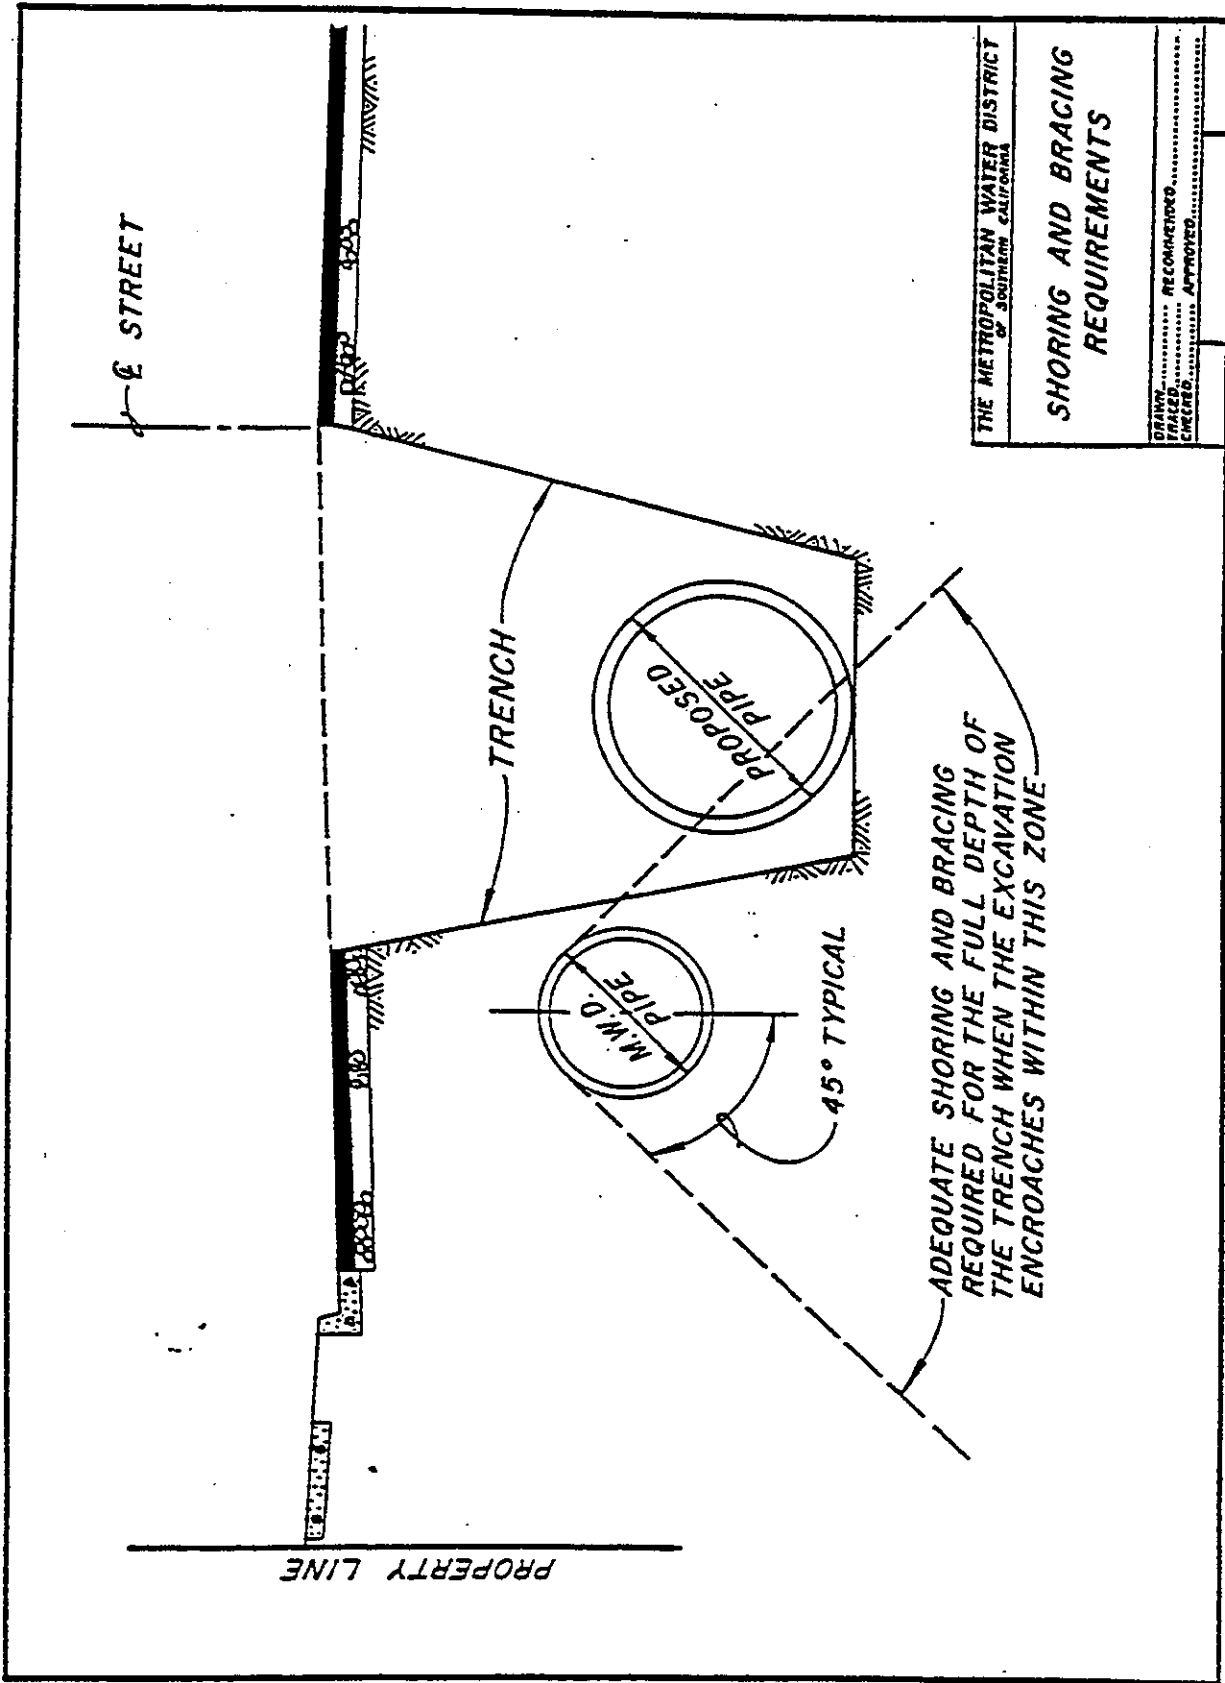 ℄ STREET
TRENCH
PROPOSED
PIPE
M.W.D.
PIPE
45° TYPICAL
PROPERTY LINE
ADEQUATE SHORING AND BRACING
REQUIRED FOR THE FULL DEPTH OF
THE TRENCH WHEN THE EXCAVATION
ENCROACHES WITHIN THIS ZONE
THE METROPOLITAN WATER DISTRICT
OF SOUTHERN CALIFORNIA
SHORING AND BRACING
REQUIREMENTS
DRAWN
TRACED RECOMMENDED
CHECKED APPROVED